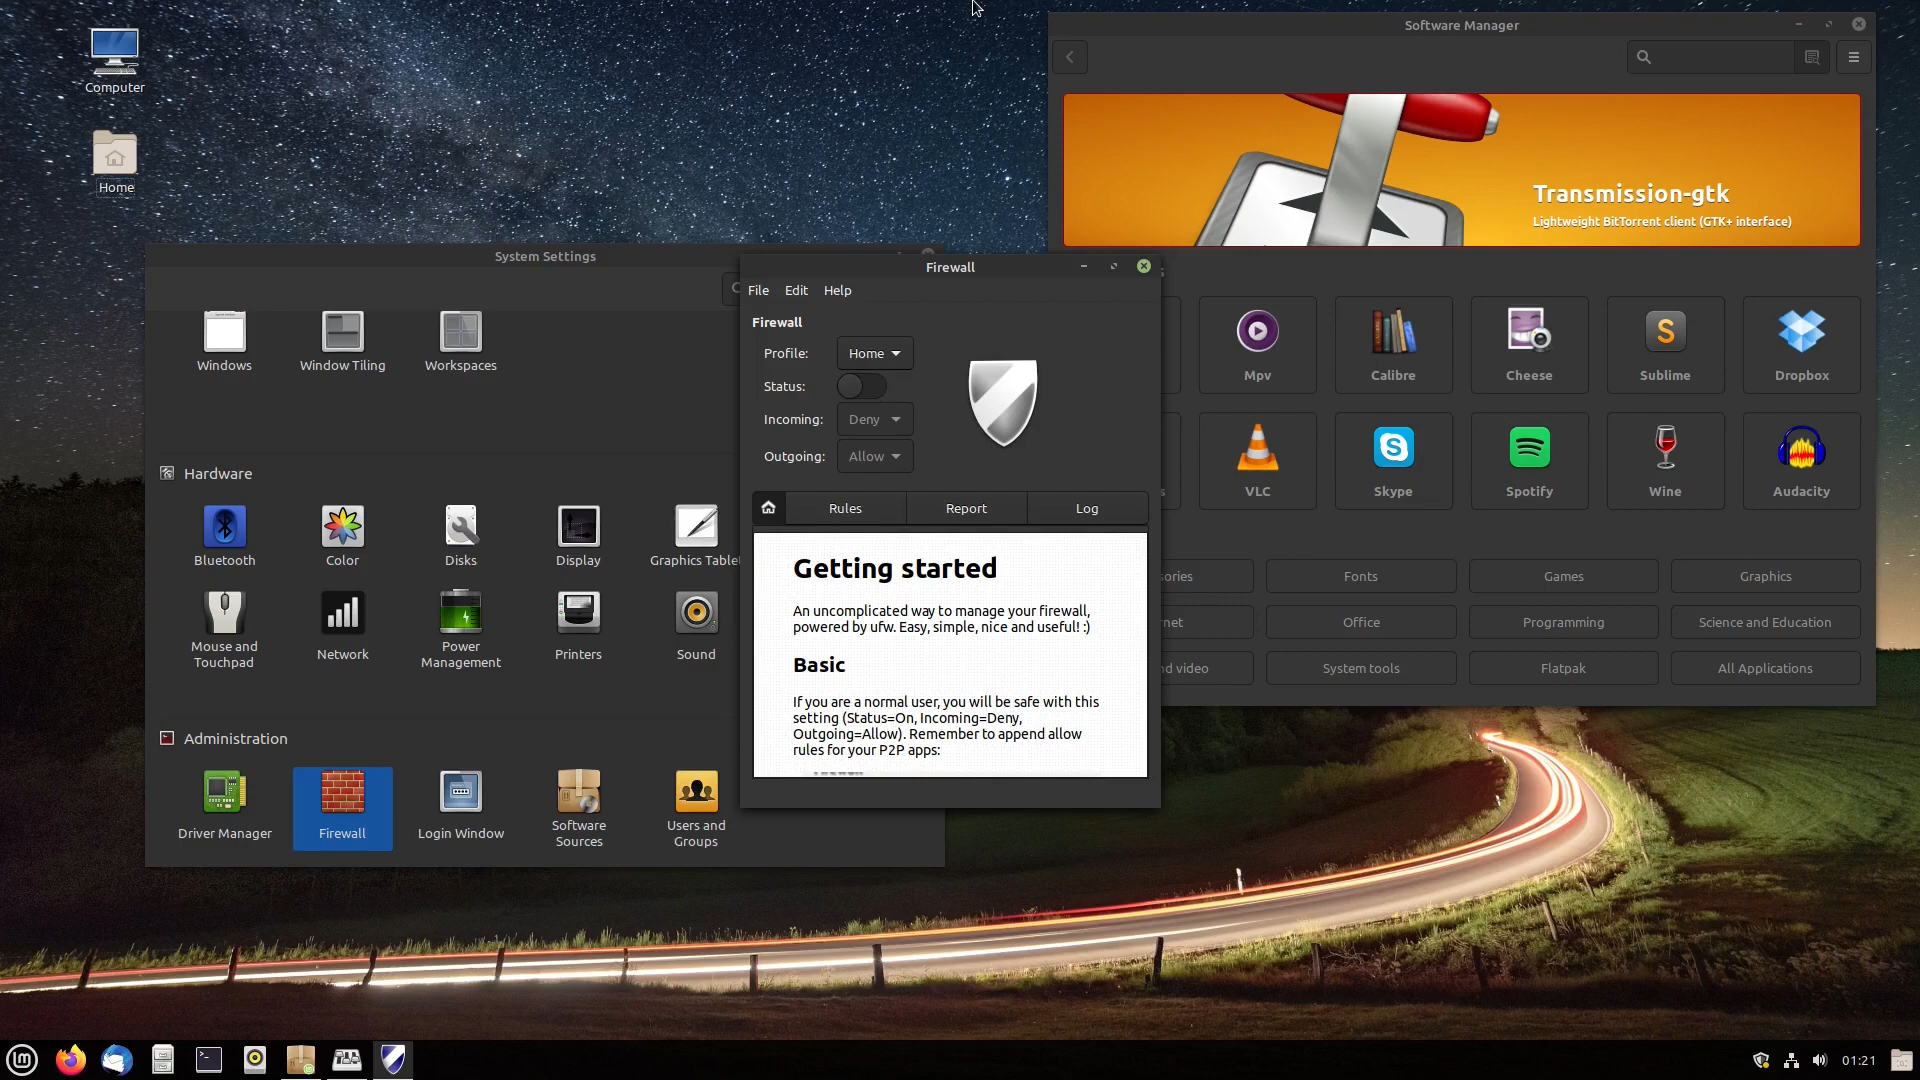 Computer
Home
Software Manager
Transmission-gtk
Lightweight BitTorrent client (GTK+ interface)
System Settings
Windows
Window Tiling
Workspaces
Hardware
Bluetooth
Color
Disks
Display
Graphics Tablet
Mouse and
Touchpad
Network
Power
Management
Printers
Sound
Administration
Driver Manager
Firewall
Login Window
Software
Sources
Users and
Groups
Firewall
File Edit Help
Firewall
Profile: Home
Status:
Incoming: Deny
Outgoing: Allow
Rules Report Log
Getting started
An uncomplicated way to manage your firewall,
powered by ufw. Easy, simple, nice and useful! :)
Basic
If you are a normal user, you will be safe with this
setting (Status=On, Incoming=Deny,
Outgoing=Allow). Remember to append allow
rules for your P2P apps:
Mpv
Calibre
Cheese
Sublime
Dropbox
VLC
Skype
Spotify
Wine
Audacity
ories Fonts Games Graphics
net Office Programming Science and Education
d video System tools Flatpak All Applications
01:21